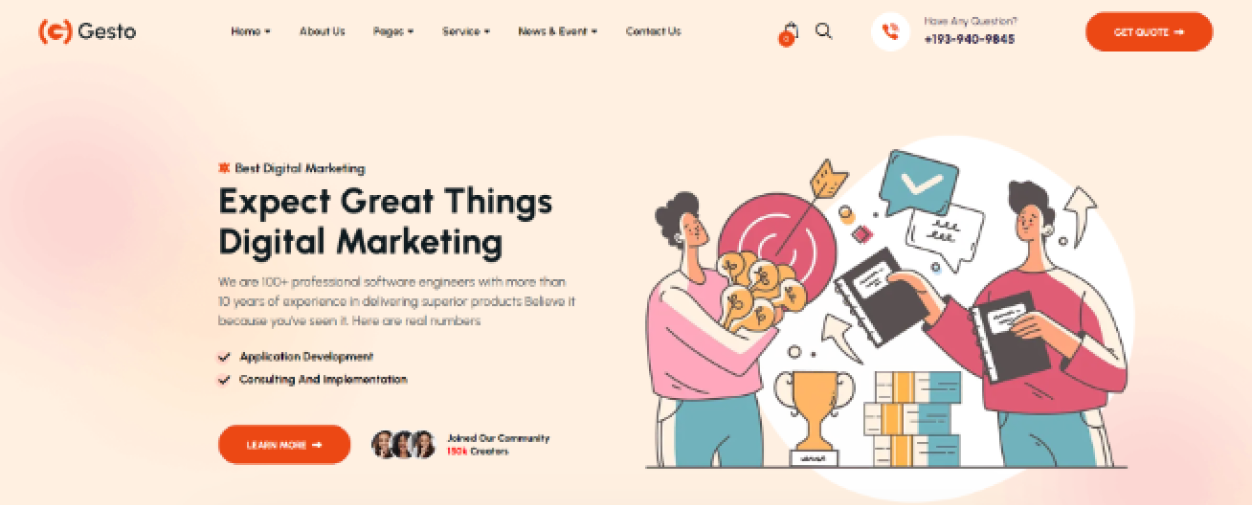 Gesto
Home
About Us
Pages
Service
News & Event
Contact Us
0
Have Any Question?
+193-940-9845
GET QUOTE
Best Digital Marketing
Expect Great Things
Digital Marketing
We are 100+ professional software engineers with more than
10 years of experience in delivering superior products Believe it
because you've seen it. Here are real numbers
Application Development
Consulting And Implementation
LEARN MORE
Joined Our Community
150k Creators